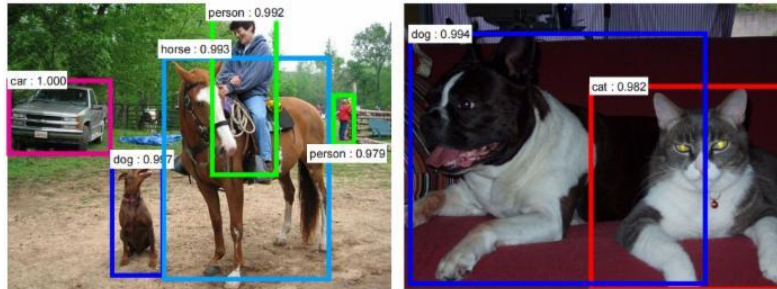 person : 0.992
horse : 0.993
car : 1.000
dog : 0.997
person : 0.979
dog : 0.994
cat : 0.982